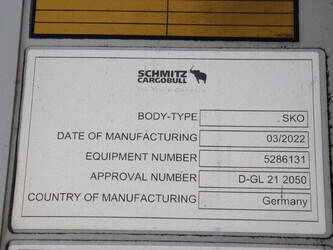 SCHMITZ
CARGOBULL
BODY-TYPE SKO
DATE OF MANUFACTURING 03/2022
EQUIPMENT NUMBER 5286131
APPROVAL NUMBER D-GL 21 2050
COUNTRY OF MANUFACTURING Germany